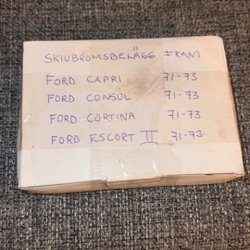 SKIVBROMSBELÄGG FRAM
FORD CAPRI 71-73
FORD CONSUL 71-73
FORD CORTINA 71-73
FORD ESCORT II 71-73